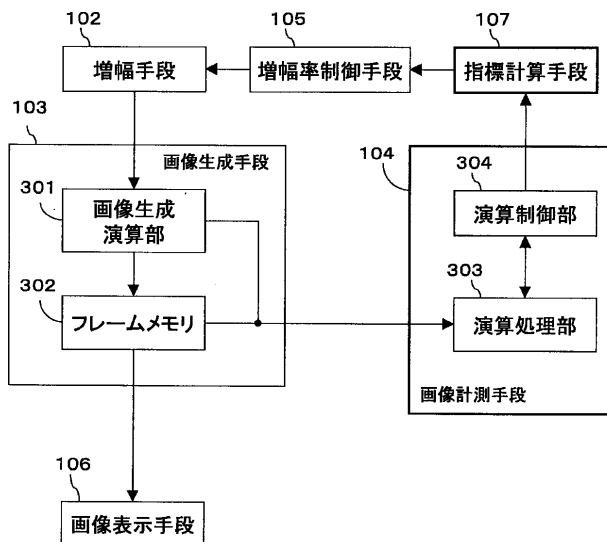 102
105
107
増幅手段
増幅率制御手段
指標計算手段
103
画像生成手段
104
301
画像生成
演算部
304
演算制御部
302
フレームメモリ
303
演算処理部
画像計測手段
106
画像表示手段